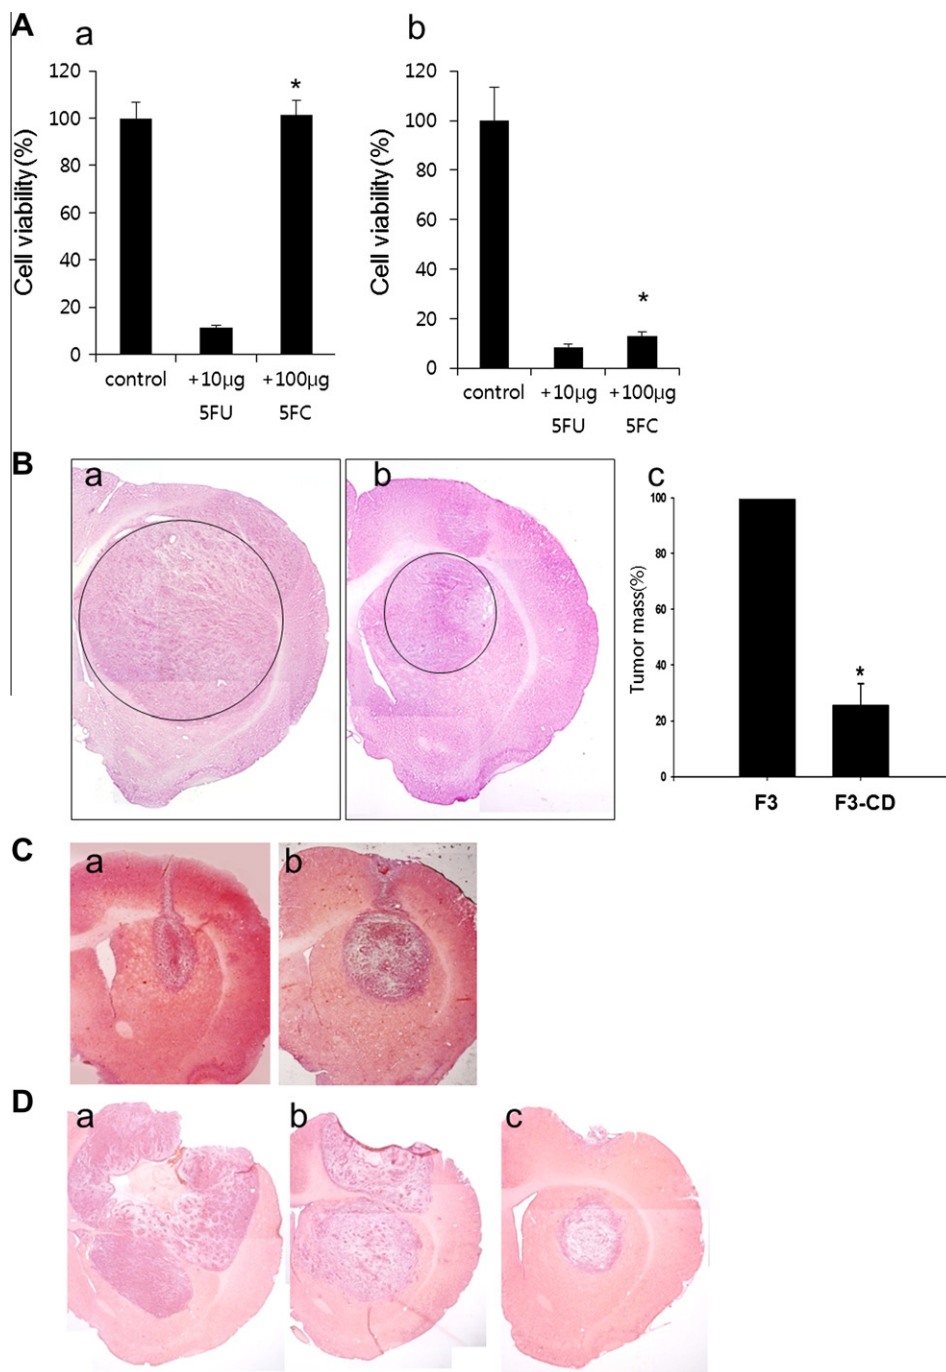 A
a
120
100
80
60
40
20
0
Cell viability(%)
*
control
+10μg
5FU
+100μg
5FC
b
120
100
80
60
40
20
0
Cell viability(%)
*
control
+10μg
5FU
+100μg
5FC
B
a
b
c
100
80
60
40
20
0
Tumor mass(%)
*
F3
F3-CD
C
a
b
D
a
b
c